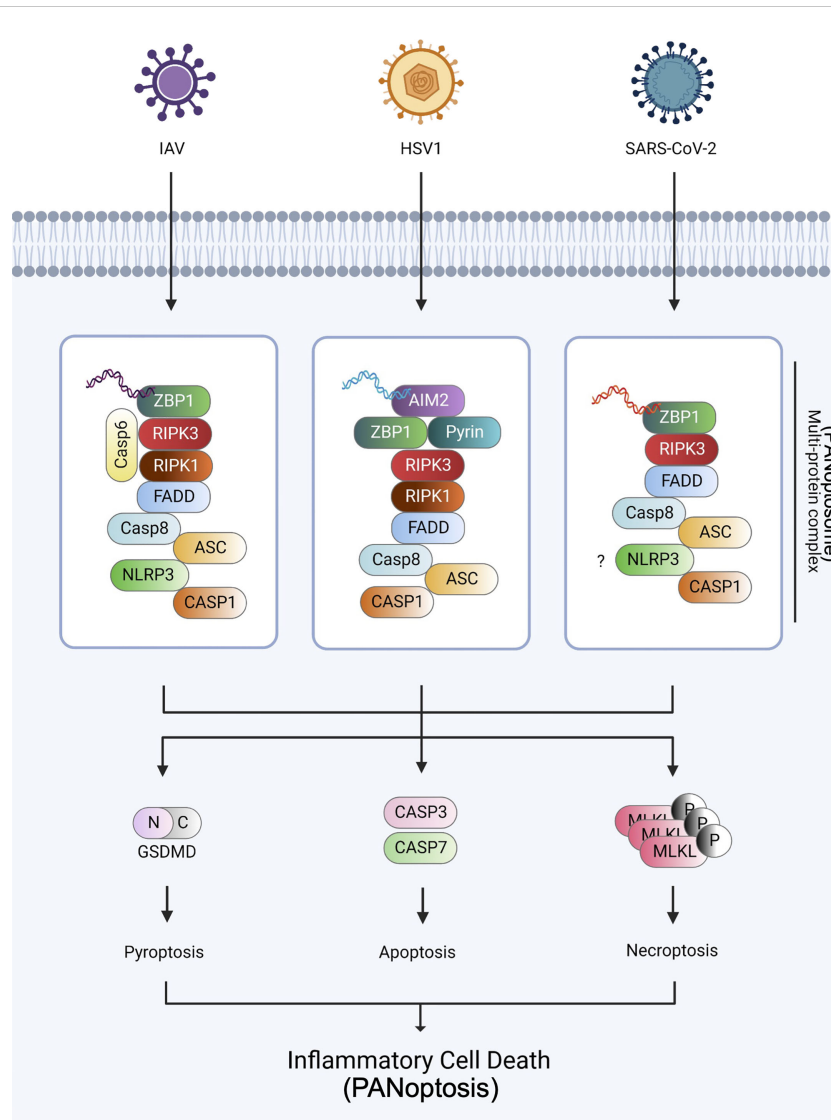 IAV
HSV1
SARS-CoV-2
ZBP1
Casp6
RIPK3
RIPK1
FADD
Casp8
ASC
NLRP3
CASP1
AIM2
ZBP1
Pyrin
RIPK3
RIPK1
FADD
Casp8
ASC
CASP1
ZBP1
RIPK3
FADD
Casp8
ASC
?
NLRP3
CASP1
Multi-protein complex
N
C
GSDMD
CASP3
CASP7
MLKL
P
MLKL
P
MLKL
P
Pyroptosis
Apoptosis
Necroptosis
Inflammatory Cell Death
(PANoptosis)